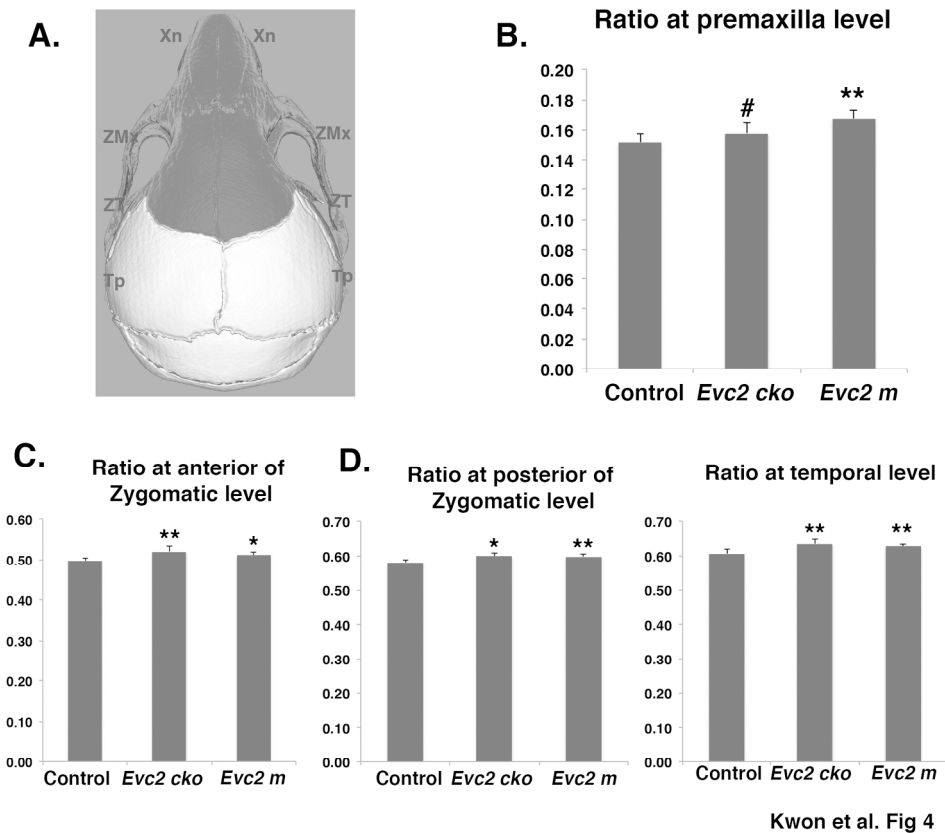 A.
Xn Xn
ZMx ZMx
ZT ZT
Tp Tp
B.
Ratio at premaxilla level
0.20
0.18
0.16
0.14
0.12
0.10
0.08
0.06
0.04
0.02
0.00
#
**
Control Evc2 cko Evc2 m
C.
Ratio at anterior of
Zygomatic level
0.60
0.50
0.40
0.30
0.20
0.10
0.00
**
*
Control Evc2 cko Evc2 m
D.
Ratio at posterior of
Zygomatic level
0.70
0.60
0.50
0.40
0.30
0.20
0.10
0.00
*
**
Control Evc2 cko Evc2 m
Ratio at temporal level
0.70
0.60
0.50
0.40
0.30
0.20
0.10
0.00
**
**
Control Evc2 cko Evc2 m
Kwon et al. Fig 4